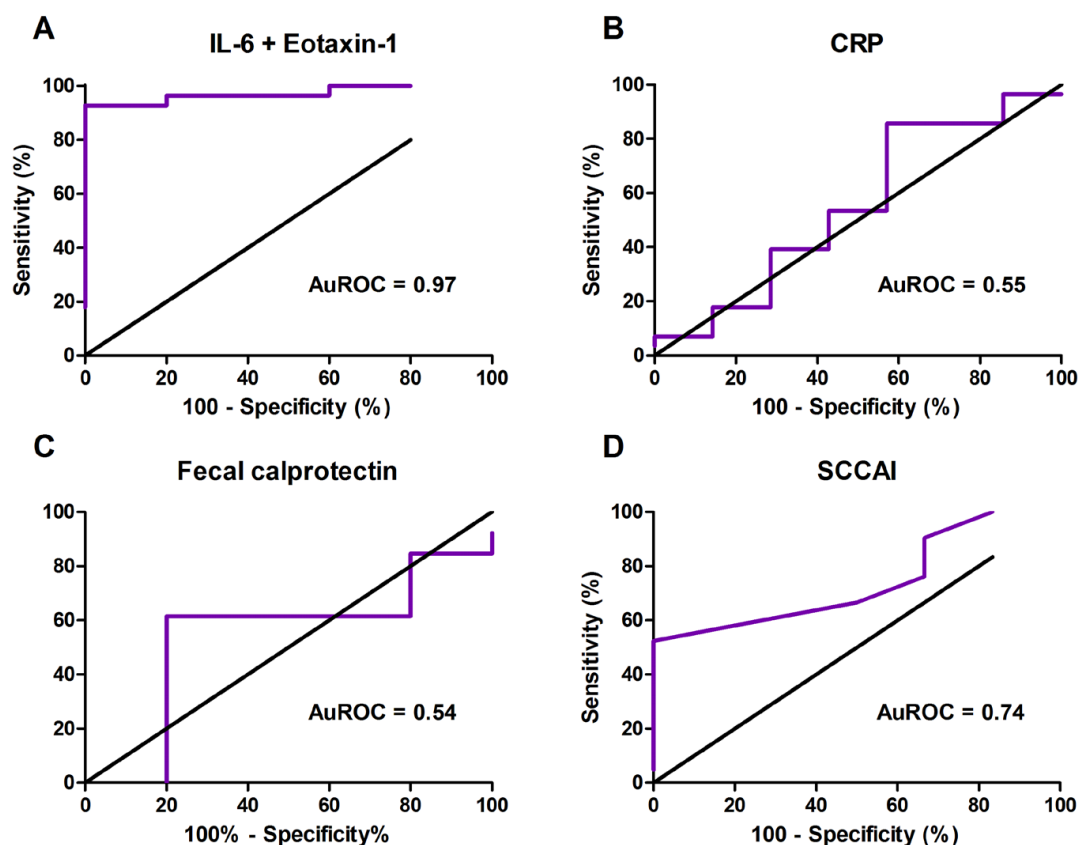 A
IL-6 + Eotaxin-1
Sensitivity (%)
100
80
60
40
20
0
AuROC = 0.97
0 20 40 60 80 100
100 - Specificity (%)
B
CRP
Sensitivity (%)
100
80
60
40
20
0
AuROC = 0.55
0 20 40 60 80 100
100 - Specificity (%)
C
Fecal calprotectin
100
80
60
40
20
0
AuROC = 0.54
0 20 40 60 80 100
100% - Specificity%
D
SCCAI
Sensitivity (%)
100
80
60
40
20
0
AuROC = 0.74
0 20 40 60 80 100
100 - Specificity (%)